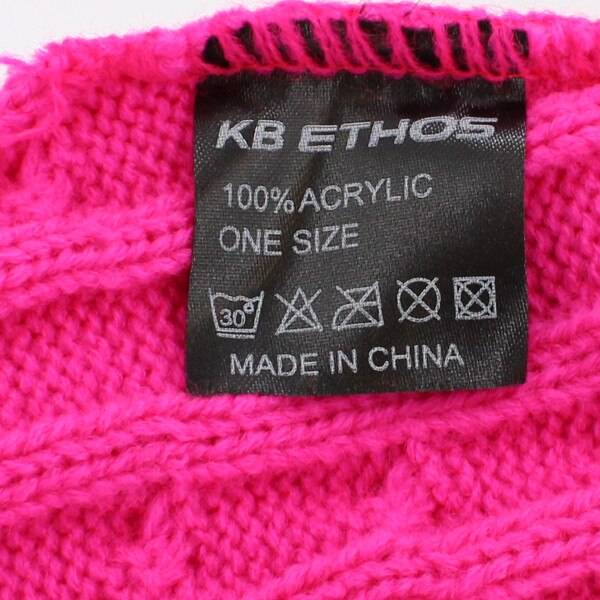 KB ETHOS
100% ACRYLIC
ONE SIZE
30°
MADE IN CHINA